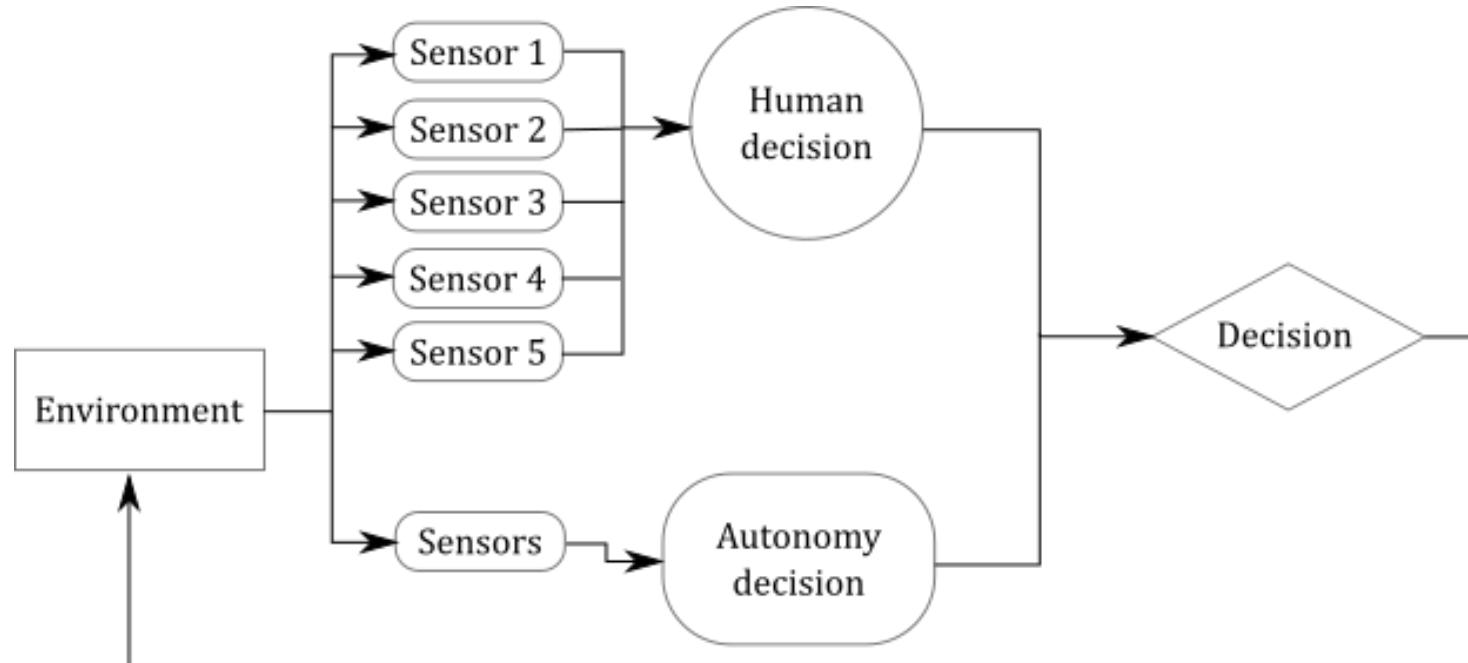 Sensor 1
Sensor 2
Sensor 3
Sensor 4
Sensor 5
Human
decision
Decision
Environment
Sensors
Autonomy
decision